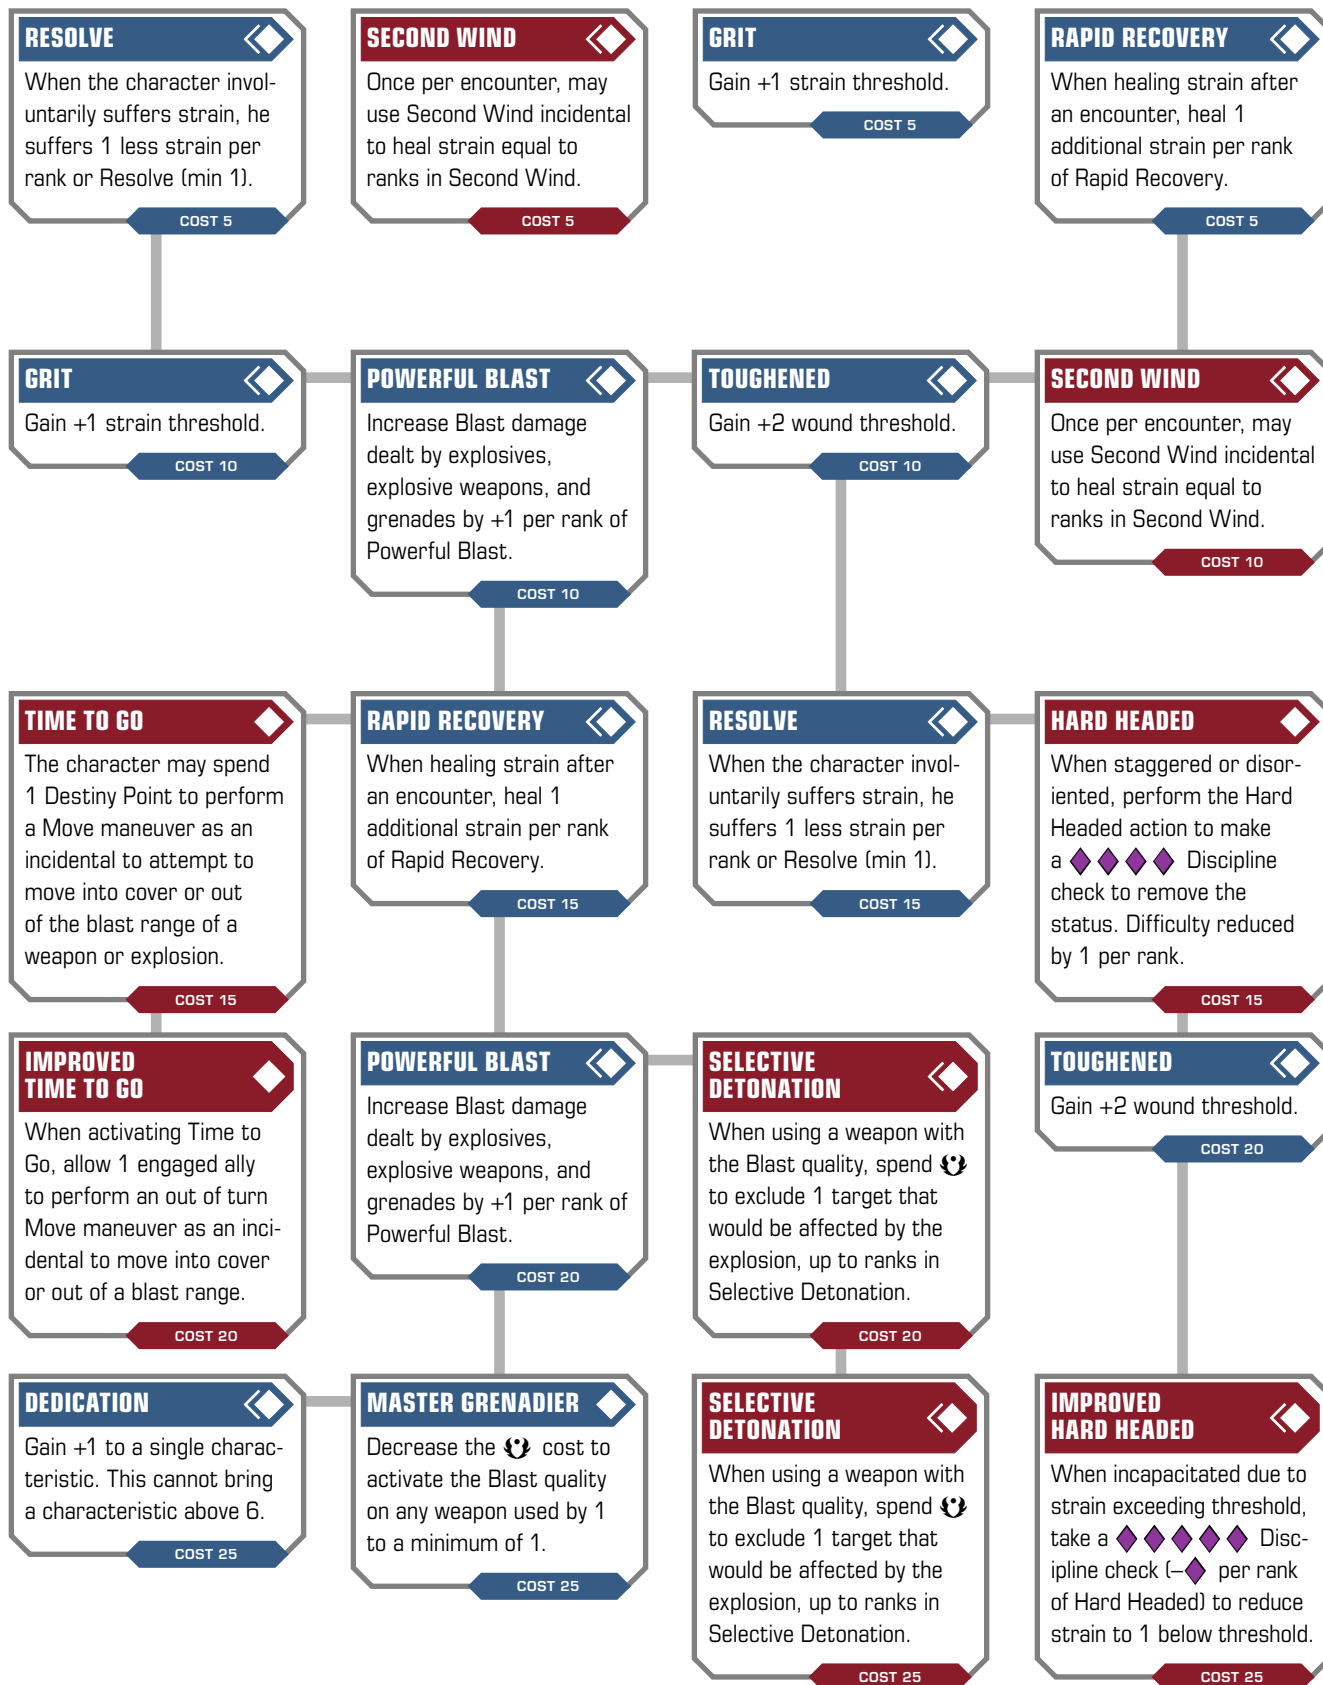 RESOLVE
When the character invol-
untarily suffers strain, he
suffers 1 less strain per
rank or Resolve (min 1).
COST 5
SECOND WIND
Once per encounter, may
use Second Wind incidental
to heal strain equal to
ranks in Second Wind.
COST 5
GRIT
Gain +1 strain threshold.
COST 5
RAPID RECOVERY
When healing strain after
an encounter, heal 1
additional strain per rank
of Rapid Recovery.
COST 5
GRIT
Gain +1 strain threshold.
COST 10
POWERFUL BLAST
Increase Blast damage
dealt by explosives,
explosive weapons, and
grenades by +1 per rank of
Powerful Blast.
COST 10
TOUGHENED
Gain +2 wound threshold.
COST 10
SECOND WIND
Once per encounter, may
use Second Wind incidental
to heal strain equal to
ranks in Second Wind.
COST 10
TIME TO GO
The character may spend
1 Destiny Point to perform
a Move maneuver as an
incidental to attempt to
move into cover or out
of the blast range of a
weapon or explosion.
COST 15
RAPID RECOVERY
When healing strain after
an encounter, heal 1
additional strain per rank
of Rapid Recovery.
COST 15
RESOLVE
When the character invol-
untarily suffers strain, he
suffers 1 less strain per
rank or Resolve (min 1).
COST 15
HARD HEADED
When staggered or disor-
iented, perform the Hard
Headed action to make
a Discipline
check to remove the
status. Difficulty reduced
by 1 per rank.
COST 15
IMPROVED
TIME TO GO
When activating Time to
Go, allow 1 engaged ally
to perform an out of turn
Move maneuver as an inci-
dental to move into cover
or out of a blast range.
COST 20
POWERFUL BLAST
Increase Blast damage
dealt by explosives,
explosive weapons, and
grenades by +1 per rank of
Powerful Blast.
COST 20
SELECTIVE
DETONATION
When using a weapon with
the Blast quality, spend
to exclude 1 target that
would be affected by the
explosion, up to ranks in
Selective Detonation.
COST 20
TOUGHENED
Gain +2 wound threshold.
COST 20
DEDICATION
Gain +1 to a single charac-
teristic. This cannot bring
a characteristic above 6.
COST 25
MASTER GRENADIER
Decrease the cost to
activate the Blast quality
on any weapon used by 1
to a minimum of 1.
COST 25
SELECTIVE
DETONATION
When using a weapon with
the Blast quality, spend
to exclude 1 target that
would be affected by the
explosion, up to ranks in
Selective Detonation.
COST 25
IMPROVED
HARD HEADED
When incapacitated due to
strain exceeding threshold,
take a Disc-
ipline check (– per rank
of Hard Headed) to reduce
strain to 1 below threshold.
COST 25